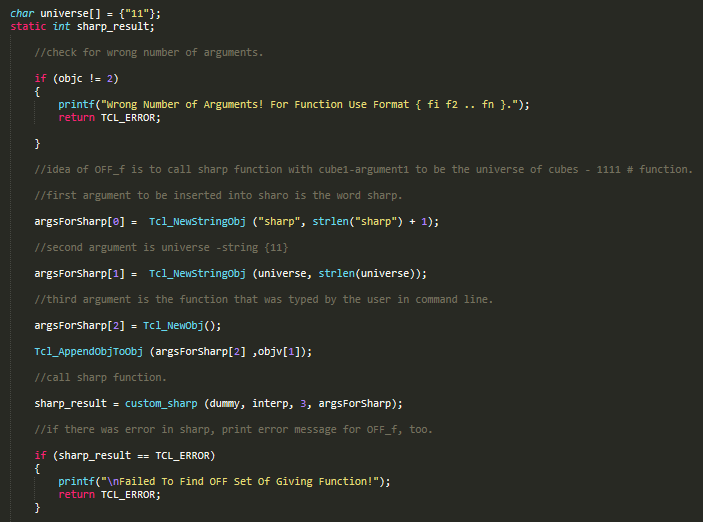 char universe[] = {"11"};
static int sharp_result;
//check for wrong number of arguments.
if (objc != 2)
{
printf("Wrong Number of Arguments! For Function Use Format { fi f2 .. fn }.");
return TCL_ERROR;
}
//idea of OFF_f is to call sharp function with cube1-argument1 to be the universe of cubes - 1111 # function.
//first argument to be inserted into sharo is the word sharp.
argsForSharp[0] =  Tcl_NewStringObj ("sharp", strlen("sharp") + 1);
//second argument is universe -string {11}
argsForSharp[1] =  Tcl_NewStringObj (universe, strlen(universe));
//third argument is the function that was typed by the user in command line.
argsForSharp[2] = Tcl_NewObj();
Tcl_AppendObjToObj (argsForSharp[2] ,objv[1]);
//call sharp function.
sharp_result = custom_sharp (dummy, interp, 3, argsForSharp);
//if there was error in sharp, print error message for OFF_f, too.
if (sharp_result == TCL_ERROR)
{
printf("\nFailed To Find OFF Set Of Giving Function!");
return TCL_ERROR;
}